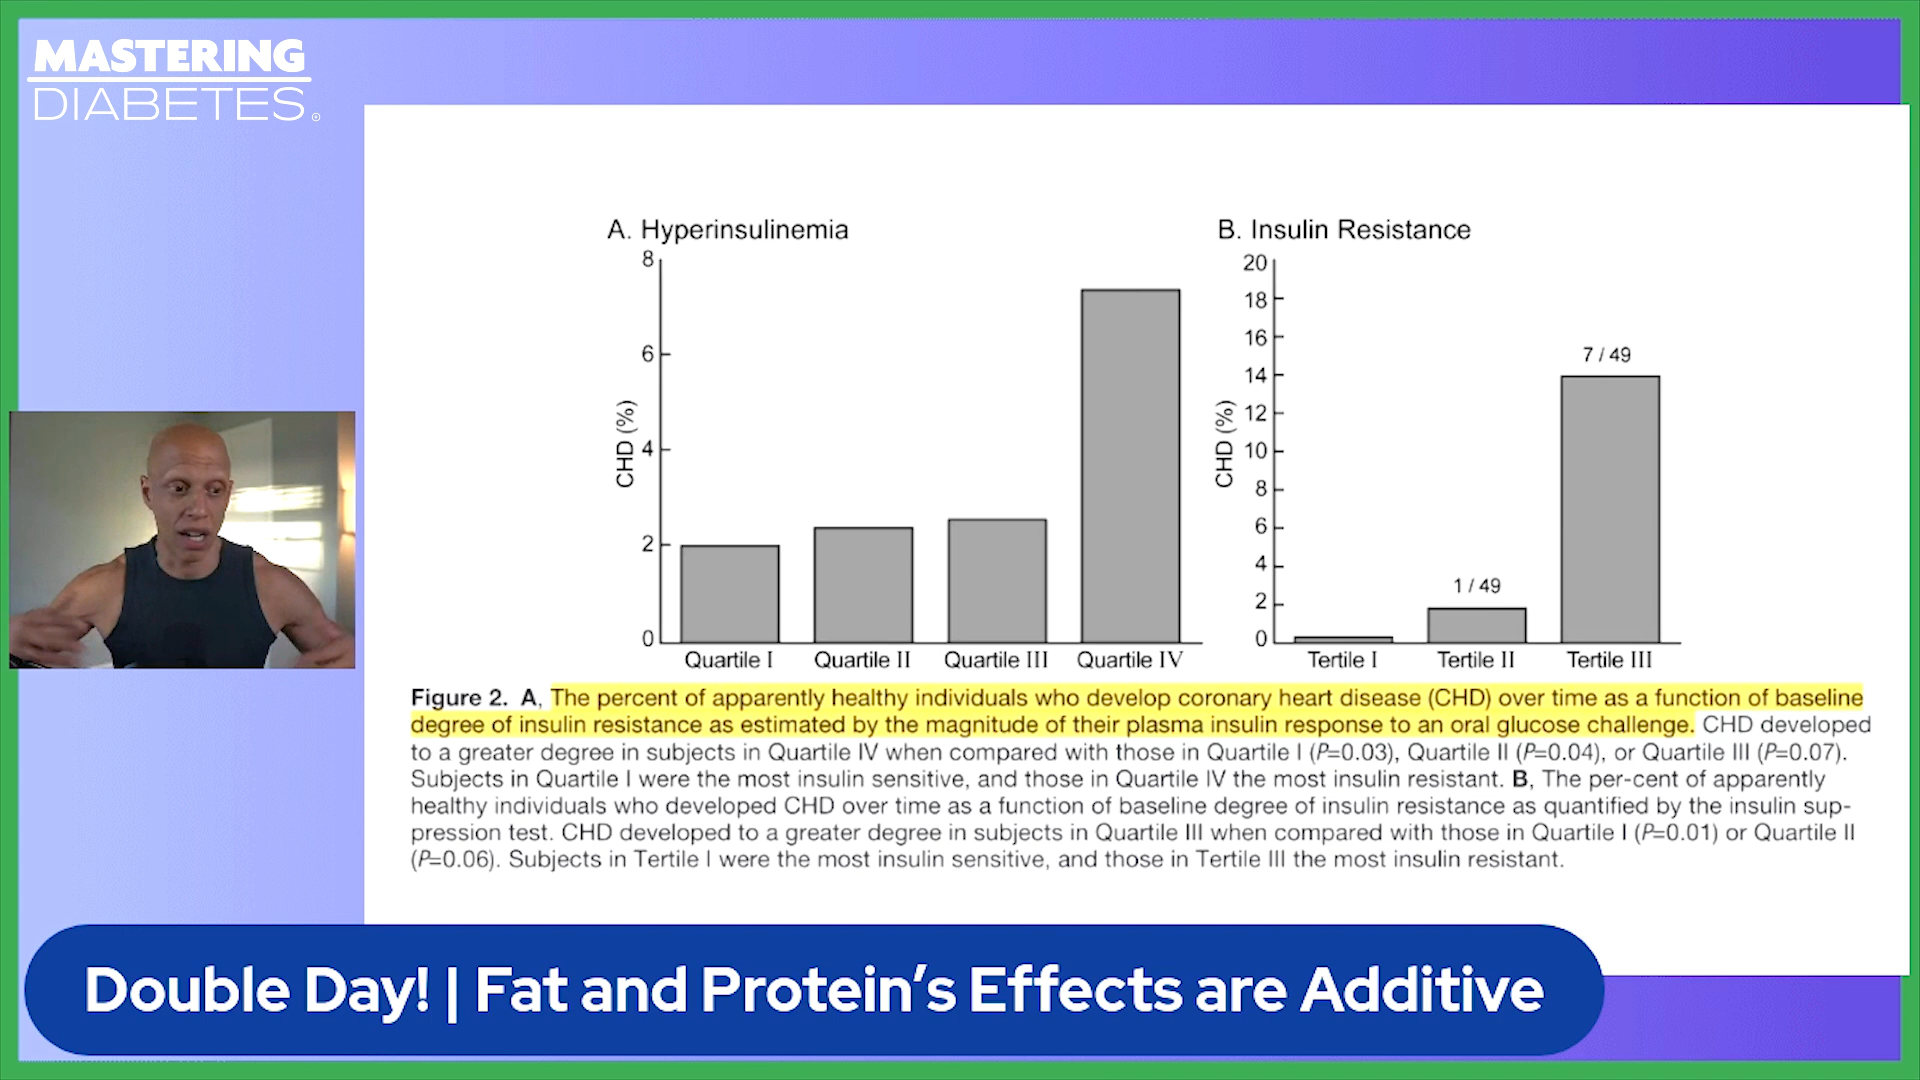 MASTERING
DIABETES®
A. Hyperinsulinemia
8
6
4
2
0
CHD (%)
Quartile I
Quartile II
Quartile III
Quartile IV
B. Insulin Resistance
20
18
16
14
12
10
8
6
4
2
0
CHD (%)
1 / 49
7 / 49
Tertile I
Tertile II
Tertile III
Figure 2. A, The percent of apparently healthy individuals who develop coronary heart disease (CHD) over time as a function of baseline
degree of insulin resistance as estimated by the magnitude of their plasma insulin response to an oral glucose challenge. CHD developed
to a greater degree in subjects in Quartile IV when compared with those in Quartile I (P=0.03), Quartile II (P=0.04), or Quartile III (P=0.07).
Subjects in Quartile I were the most insulin sensitive, and those in Quartile IV the most insulin resistant. B, The per-cent of apparently
healthy individuals who developed CHD over time as a function of baseline degree of insulin resistance as quantified by the insulin sup-
pression test. CHD developed to a greater degree in subjects in Quartile III when compared with those in Quartile I (P=0.01) or Quartile II
(P=0.06). Subjects in Tertile I were the most insulin sensitive, and those in Tertile III the most insulin resistant.
Double Day! | Fat and Protein’s Effects are Additive